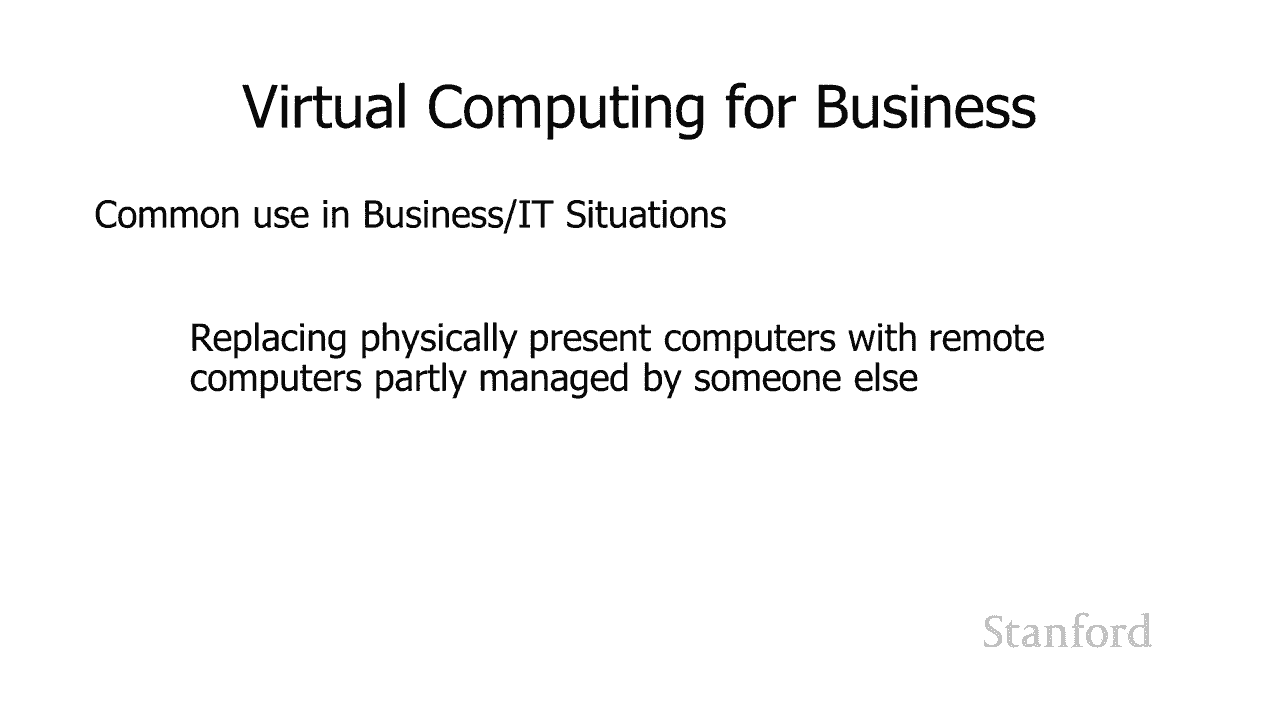 Virtual Computing for Business
Common use in Business/IT Situations
Replacing physically present computers with remote
computers partly managed by someone else
Stanford